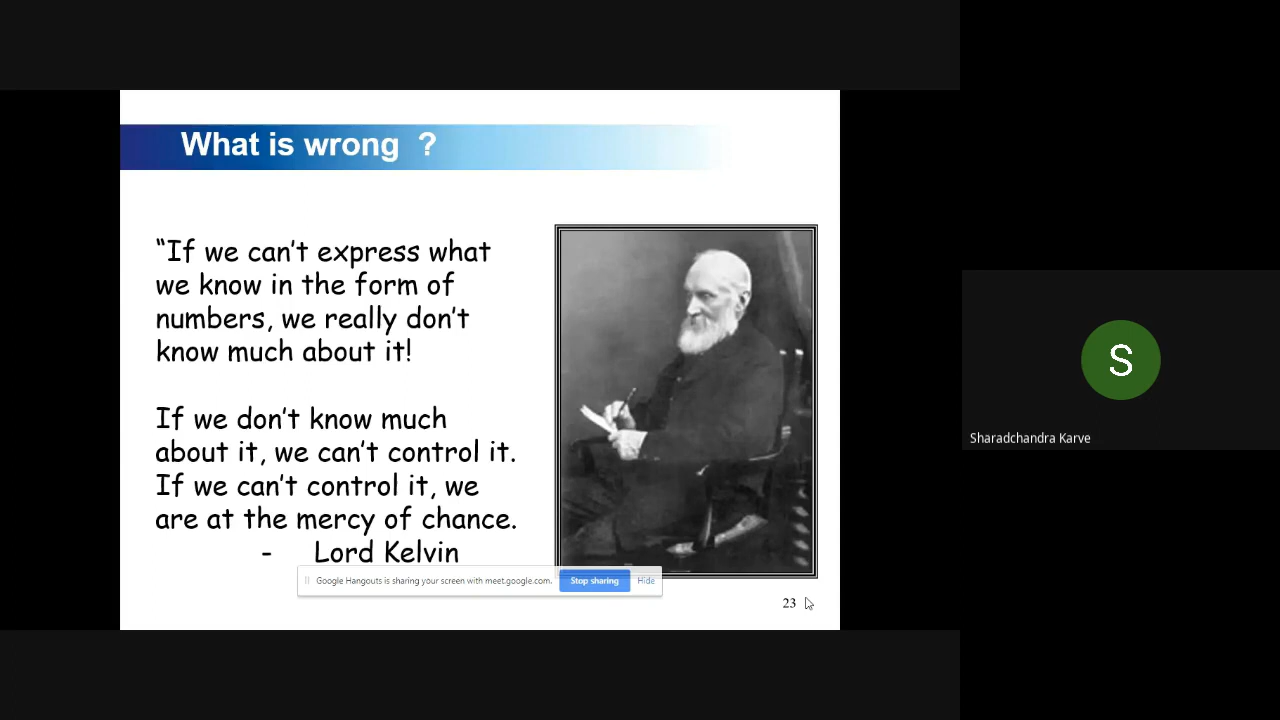 What is wrong ?
“If we can’t express what
we know in the form of
numbers, we really don’t
know much about it!
If we don’t know much
about it, we can’t control it.
If we can’t control it, we
are at the mercy of chance.
- Lord Kelvin
Google Hangouts is sharing your screen with meet.google.com. Stop sharing Hide
23
S
Sharadchandra Karve